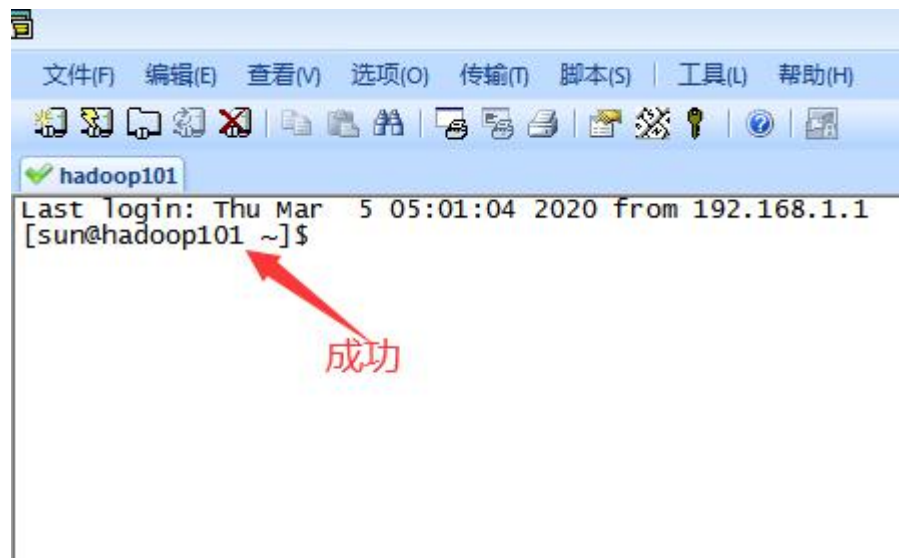 文件(F) 编辑(E) 查看(V) 选项(O) 传输(T) 脚本(S) 工具(L) 帮助(H)
hadoop101
Last login: Thu Mar  5 05:01:04 2020 from 192.168.1.1
[sun@hadoop101 ~]$
成功